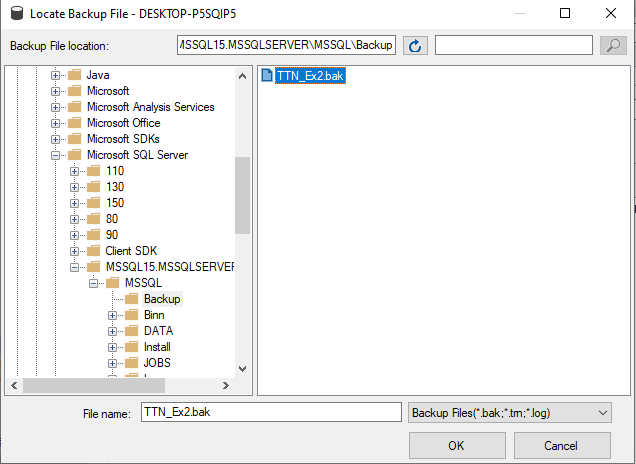 Locate Backup File - DESKTOP-P5SQIP5
Backup File location:
MSSQL15.MSSQLSERVER\MSSQL\Backup
Java
Microsoft
Microsoft Analysis Services
Microsoft Office
Microsoft SDKs
Microsoft SQL Server
110
130
150
80
90
Client SDK
MSSQL15.MSSQLSERVER
MSSQL
Backup
Binn
DATA
Install
JOBS
TTN_Ex2.bak
File name:
TTN_Ex2.bak
Backup Files(*.bak;*.trn;*.log)
OK
Cancel